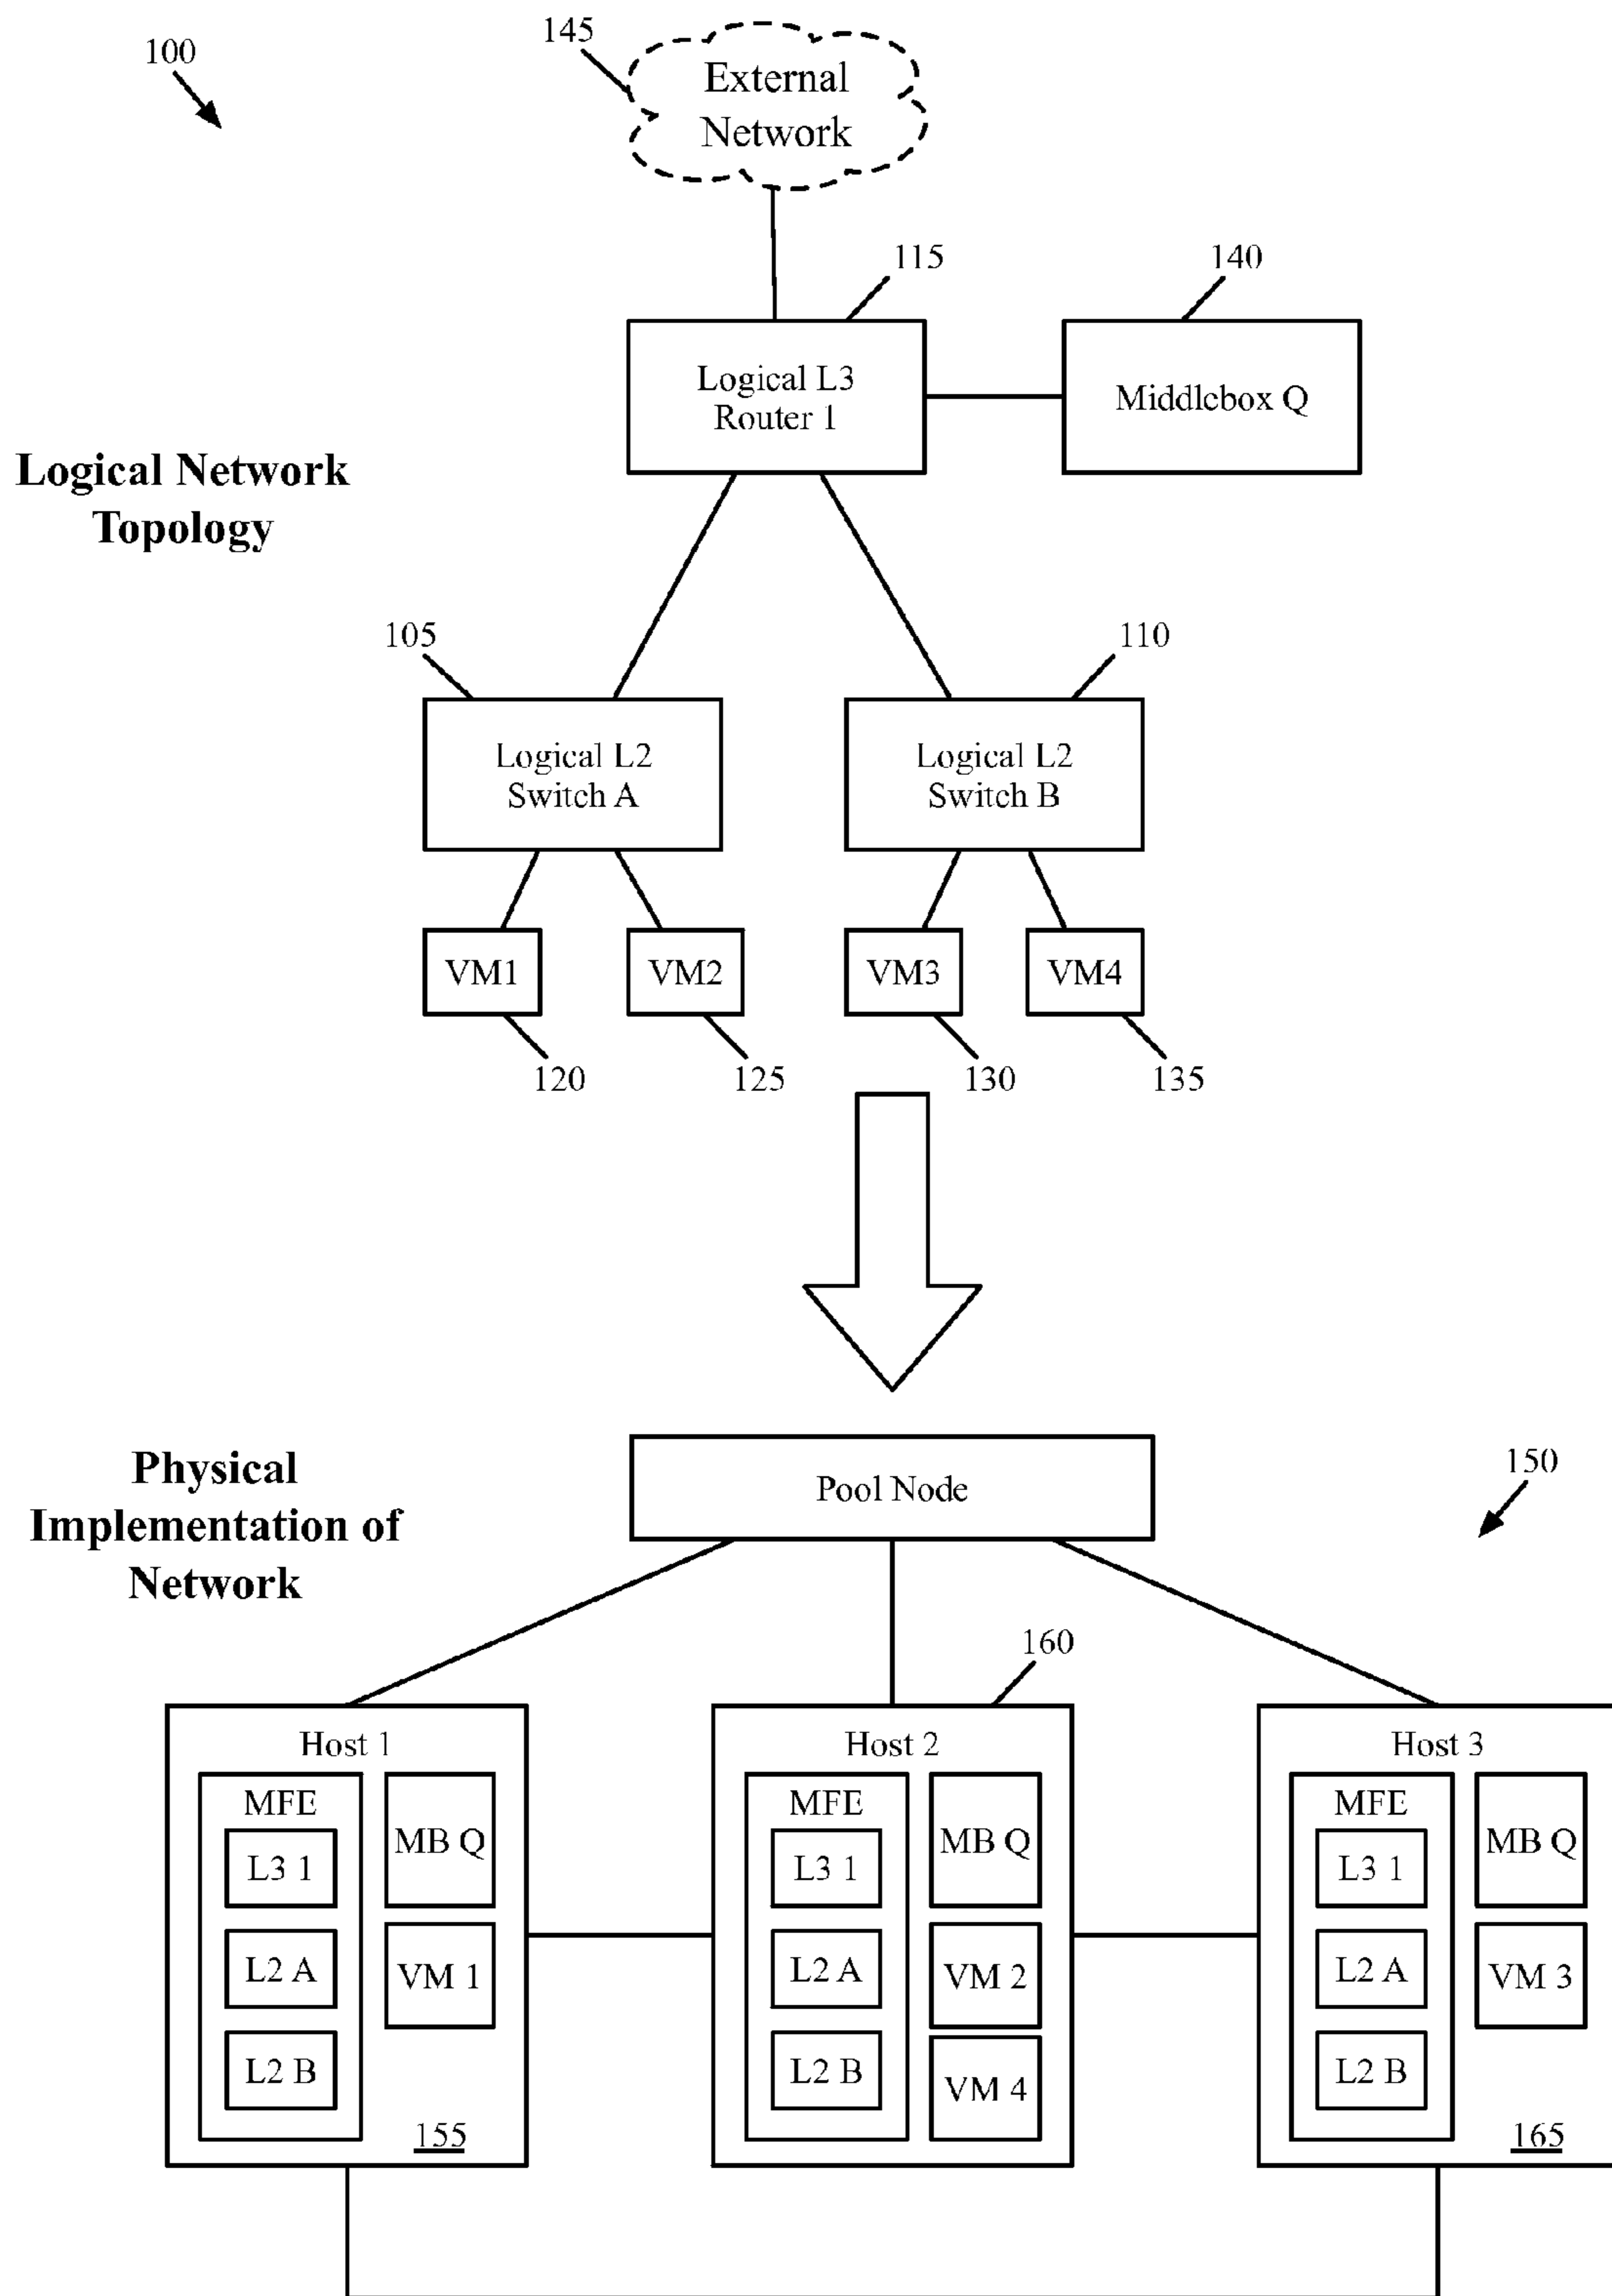 100
145
External
Network
115
140
Logical L3
Router 1
Middlebox Q
Logical Network
Topology
105
110
Logical L2
Switch A
Logical L2
Switch B
VM1
VM2
VM3
VM4
120
125
130
135
Physical
Implementation of
Network
Pool Node
150
160
Host 1
MFE
L3 1
L2 A
L2 B
MB Q
VM 1
155
Host 2
MFE
L3 1
L2 A
L2 B
MB Q
VM 2
VM 4
Host 3
MFE
L3 1
L2 A
L2 B
MB Q
VM 3
165